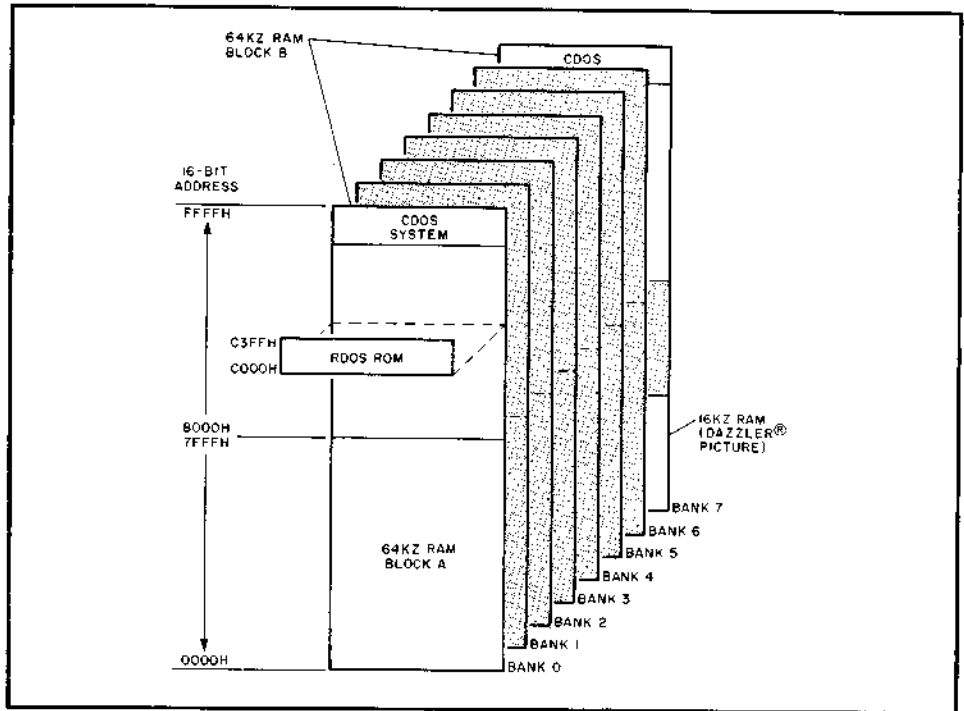 64KZ RAM
BLOCK B
CDOS
16-BIT
ADDRESS
FFFFH
CDOS
SYSTEM
C3FFH
RDOS ROM
C000H
8000H
7FFFH
16KZ RAM
(DAZZLER®
PICTURE)
BANK 7
BANK 6
64KZ RAM
BLOCK A
BANK 5
BANK 4
BANK 3
BANK 2
BANK 1
0000H
BANK 0